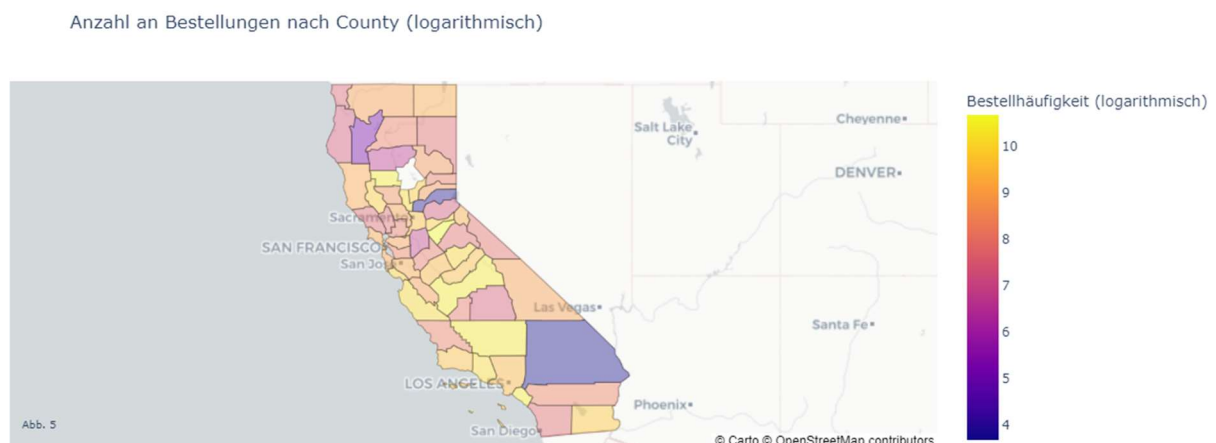 Anzahl an Bestellungen nach County (logarithmisch)
Bestellhäufigkeit (logarithmisch)
10
9
8
7
6
5
4
Salt Lake
City
Cheyenne
DENVER
Sacramento
SAN FRANCISCO
San Jose
Las Vegas
Santa Fe
LOS ANGELES
Phoenix
San Diego
Abb. 5
© Carto © OpenStreetMap contributors